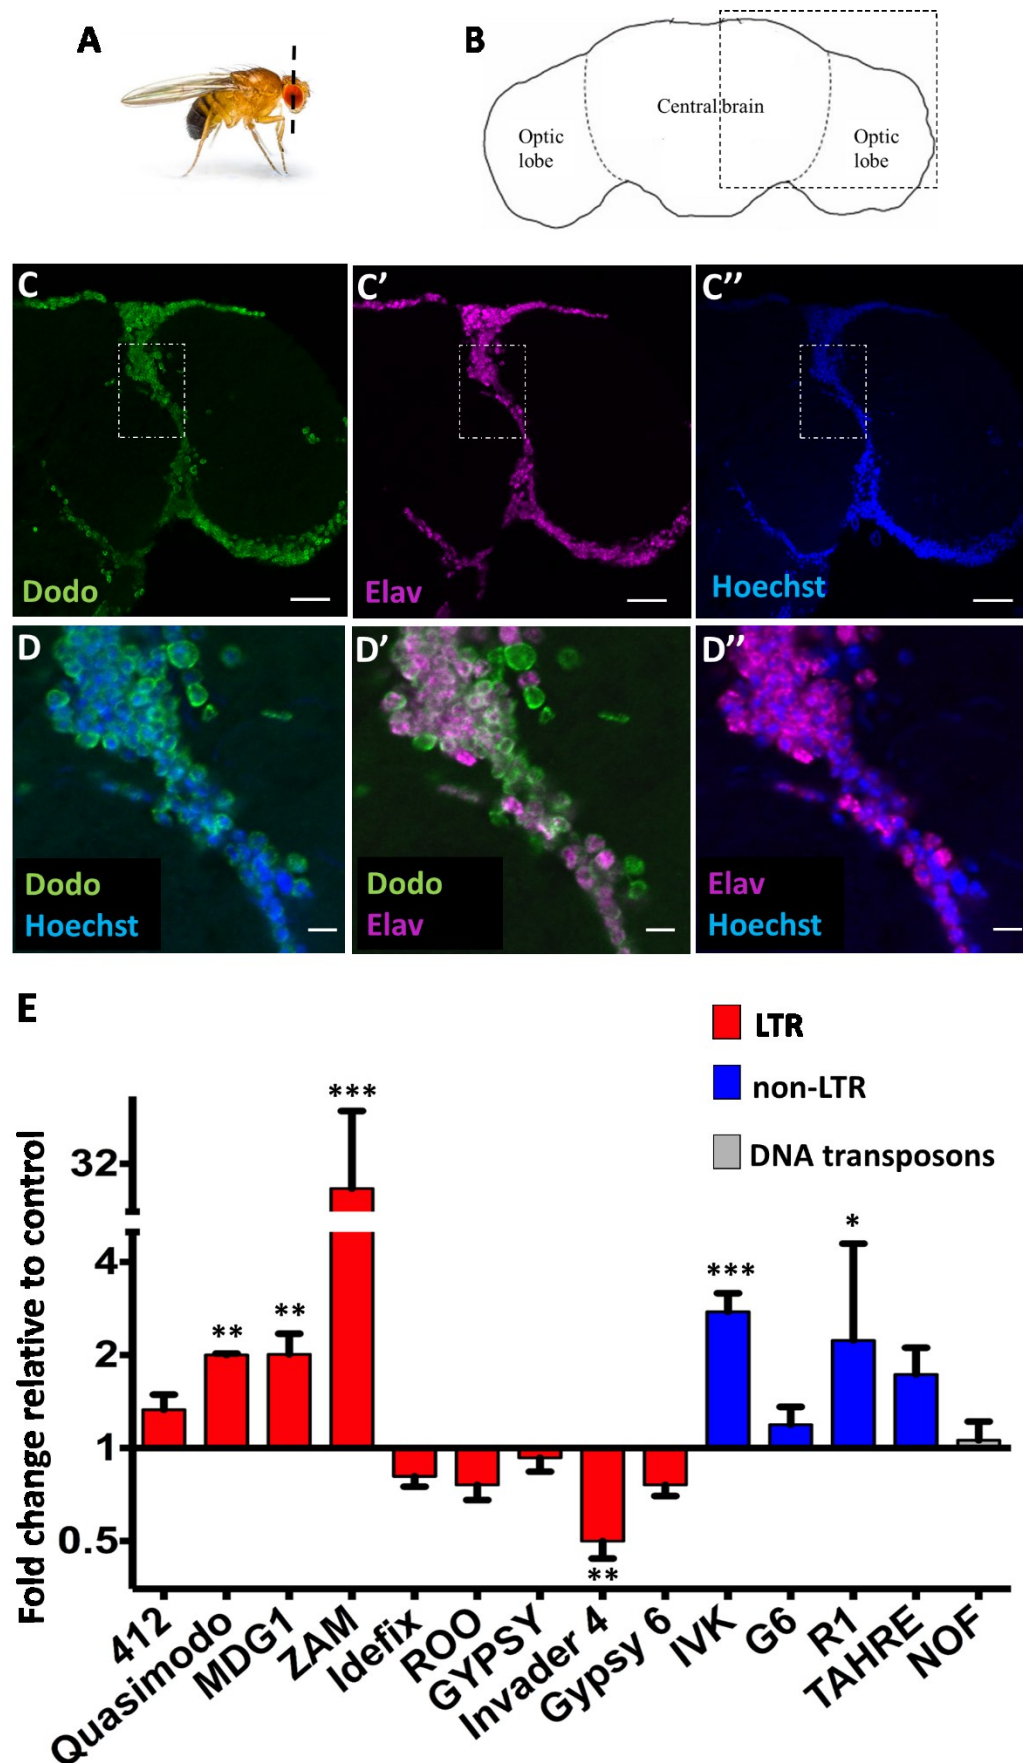 A
B
Central brain
Optic
lobe
Optic
lobe
C
C’
C’’
Dodo
Elav
Hoechst
D
D’
D’’
Dodo
Hoechst
Dodo
Elav
Elav
Hoechst
E
LTR
non-LTR
DNA transposons
Fold change relative to control
32
4
2
1
0.5
**
**
***
**
***
*
412
Quasimodo
MDG1
ZAM
Idefix
ROO
GYPSY
Invader 4
Gypsy 6
IVK
G6
R1
TAHRE
NOF